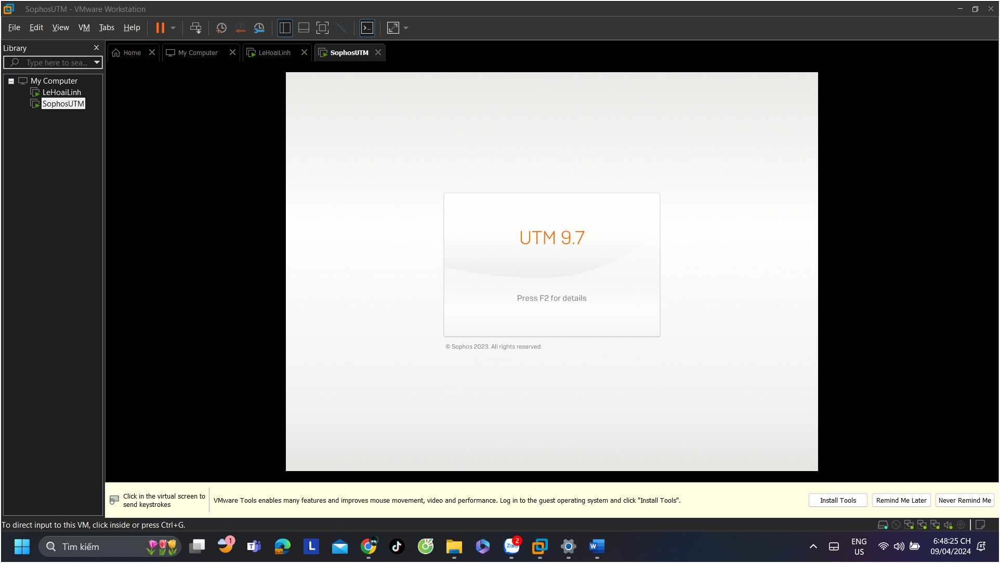 SophosUTM - VMware Workstation
File Edit View VM Tabs Help
Library
Type here to sea...
My Computer
LeHoaiLinh
SophosUTM
Home
My Computer
LeHoaiLinh
SophosUTM
UTM 9.7
Press F2 for details
© Sophos 2023. All rights reserved.
Click in the virtual screen to
send keystrokes
VMware Tools enables many features and improves mouse movement, video and performance. Log in to the guest operating system and click "Install Tools".
Install Tools
Remind Me Later
Never Remind Me
To direct input to this VM, click inside or press Ctrl+G.
Tìm kiếm
1
L
Zalo
2
W
ENG
US
6:48:25 CH
09/04/2024